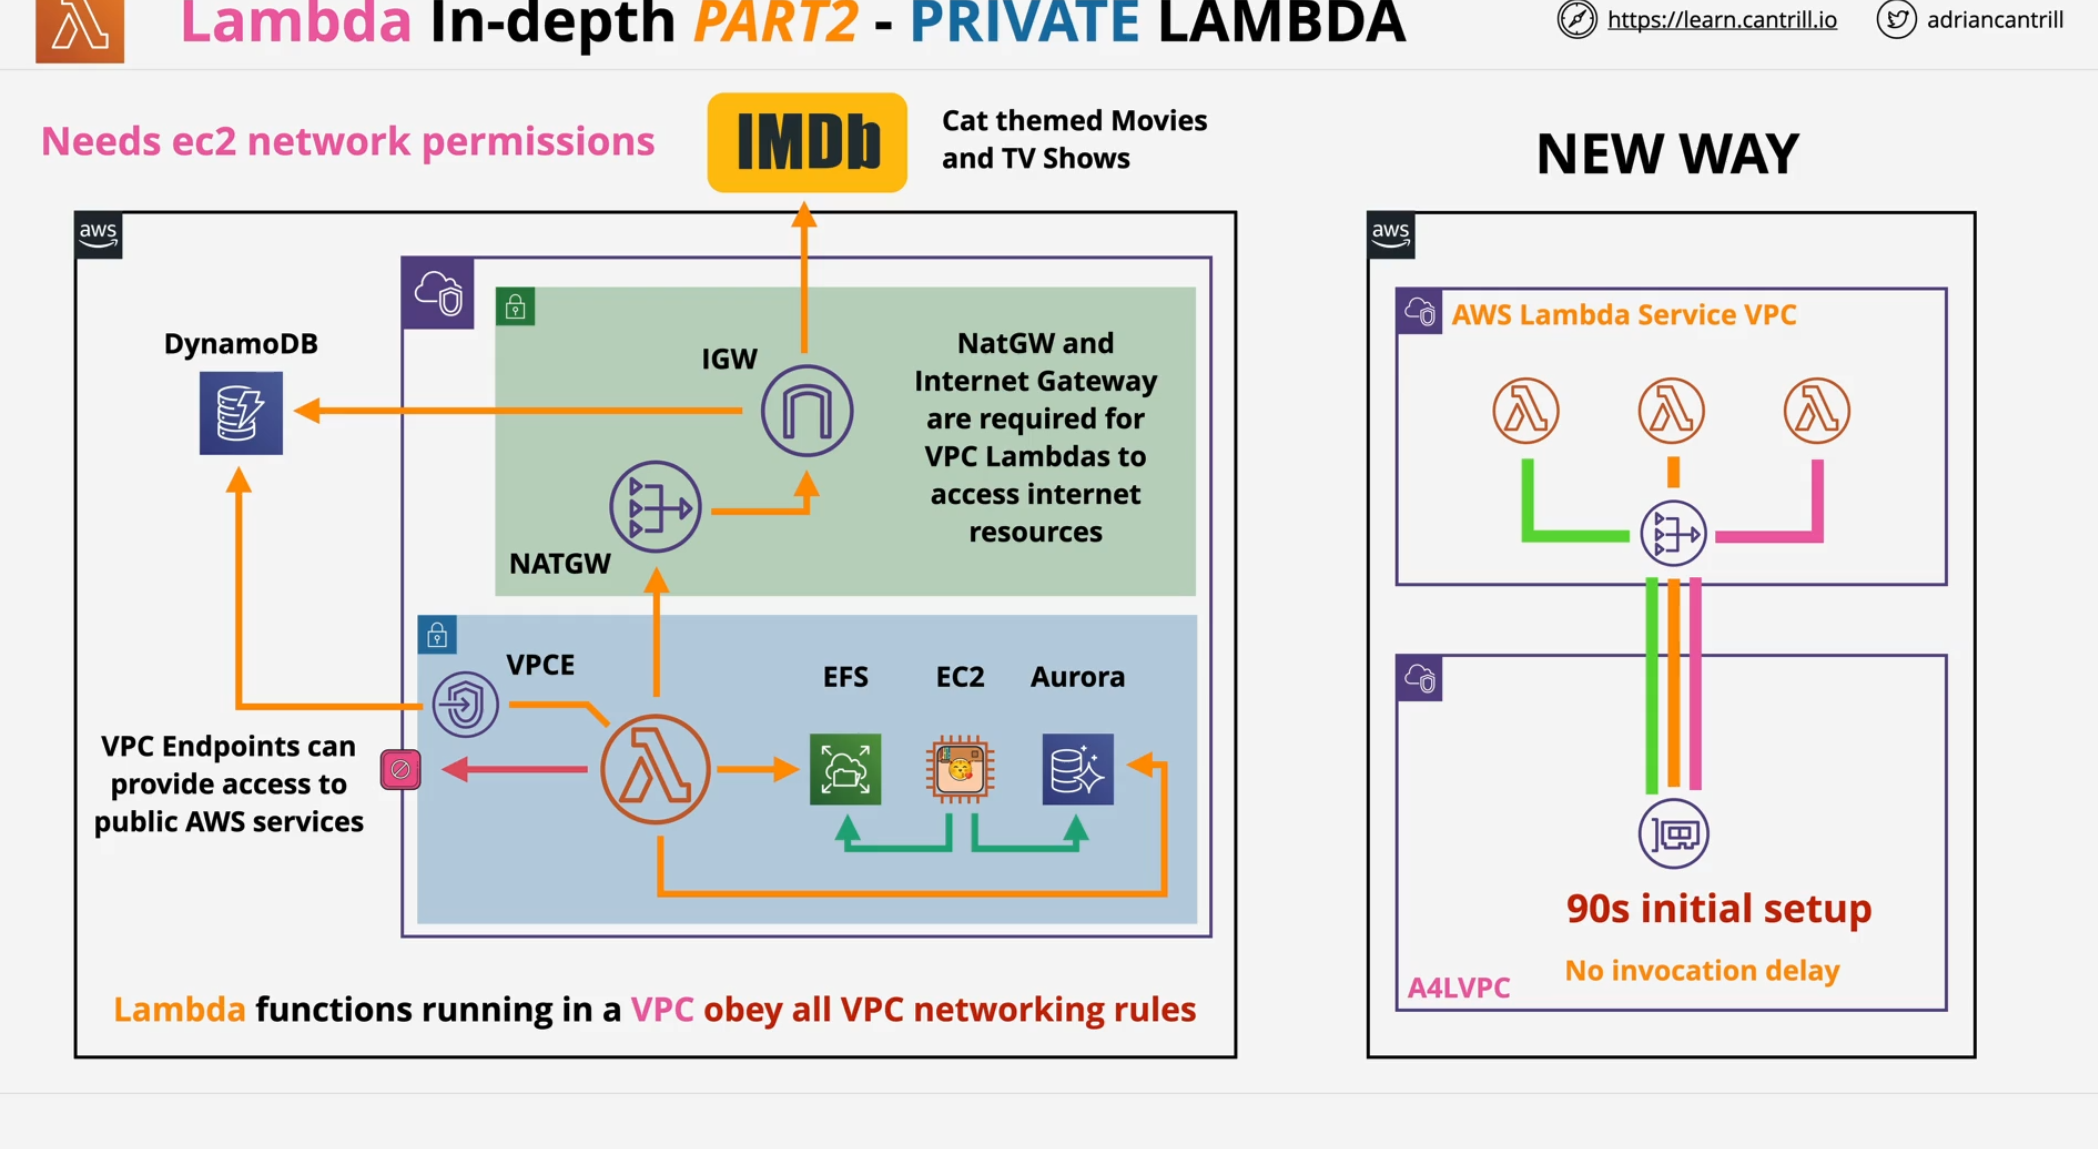 Lambda In-depth PART2 - PRIVATE LAMBDA
https://learn.cantrill.io
adriancantrill
Needs ec2 network permissions
IMDb
Cat themed Movies
and TV Shows
NEW WAY
aws
DynamoDB
IGW
NatGW and
Internet Gateway
are required for
VPC Lambdas to
access internet
resources
NATGW
VPCE
EFS
EC2
Aurora
VPC Endpoints can
provide access to
public AWS services
Lambda functions running in a VPC obey all VPC networking rules
aws
AWS Lambda Service VPC
90s initial setup
No invocation delay
A4LVPC